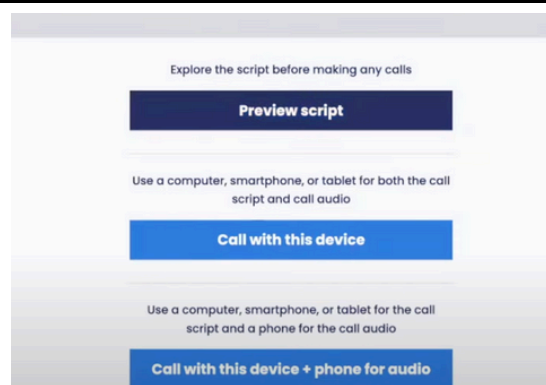 Explore the script before making any calls
Preview script
Use a computer, smartphone, or tablet for both the call
script and call audio
Call with this device
Use a computer, smartphone, or tablet for the call
script and a phone for the call audio
Call with this device + phone for audio